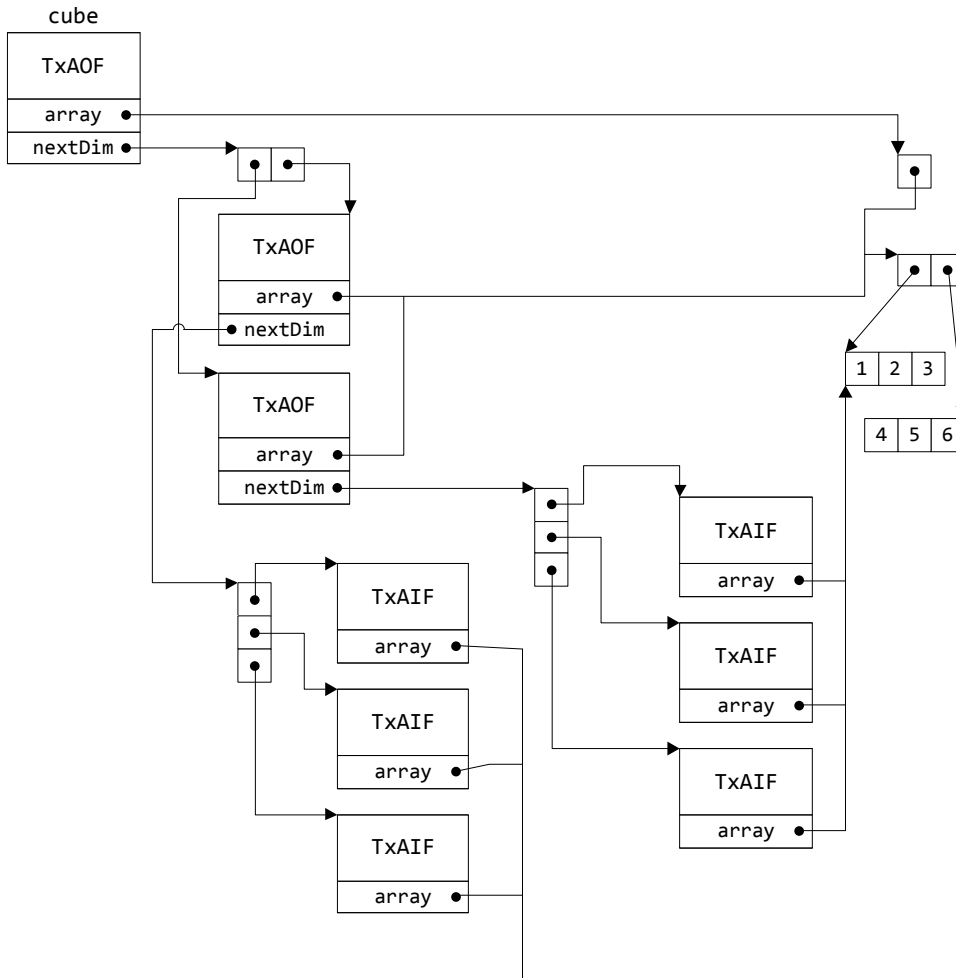 cube
TxAOF
array
nextDim
TxAOF
array
nextDim
1 2 3
TxAOF
array
nextDim
4 5 6
TxAIF
array
TxAIF
array
TxAIF
array
TxAIF
array
TxAIF
array
TxAIF
array